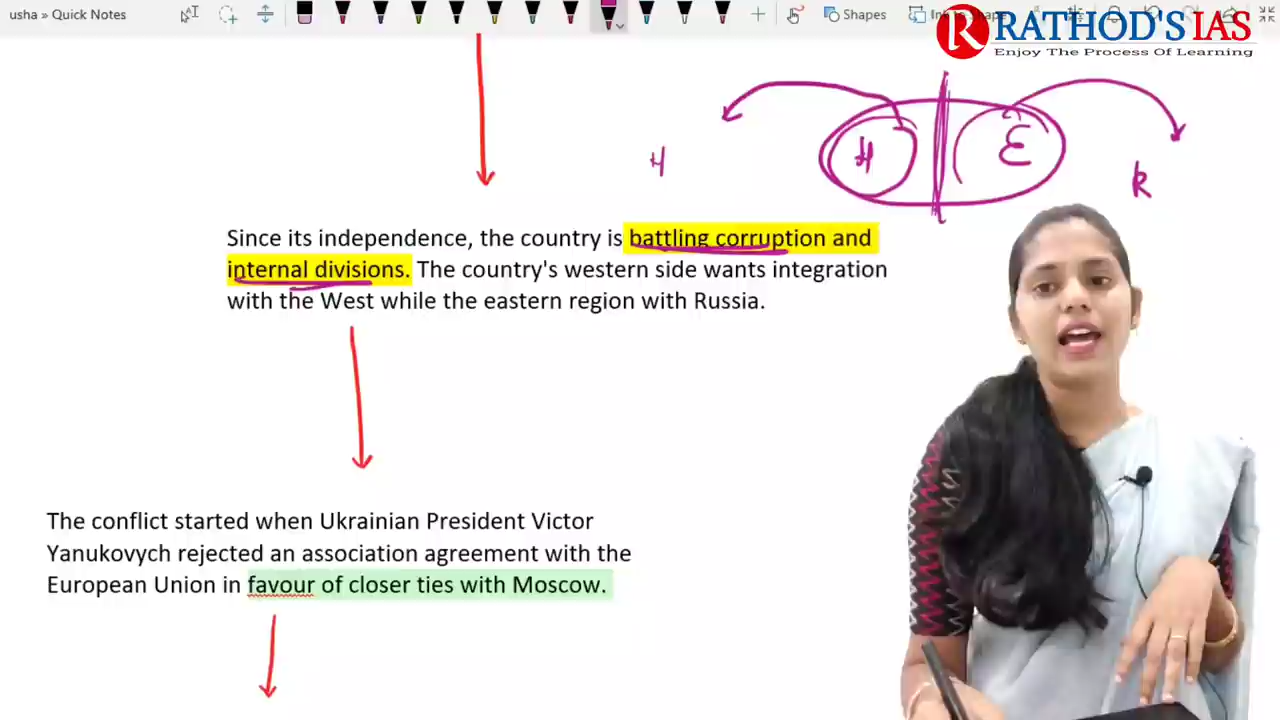 usha » Quick Notes
Shapes
RATHOD'S IAS
Enjoy The Process Of Learning
H
E
R
Since its independence, the country is battling corruption and
internal divisions. The country's western side wants integration
with the West while the eastern region with Russia.
The conflict started when Ukrainian President Victor
Yanukovych rejected an association agreement with the
European Union in favour of closer ties with Moscow.